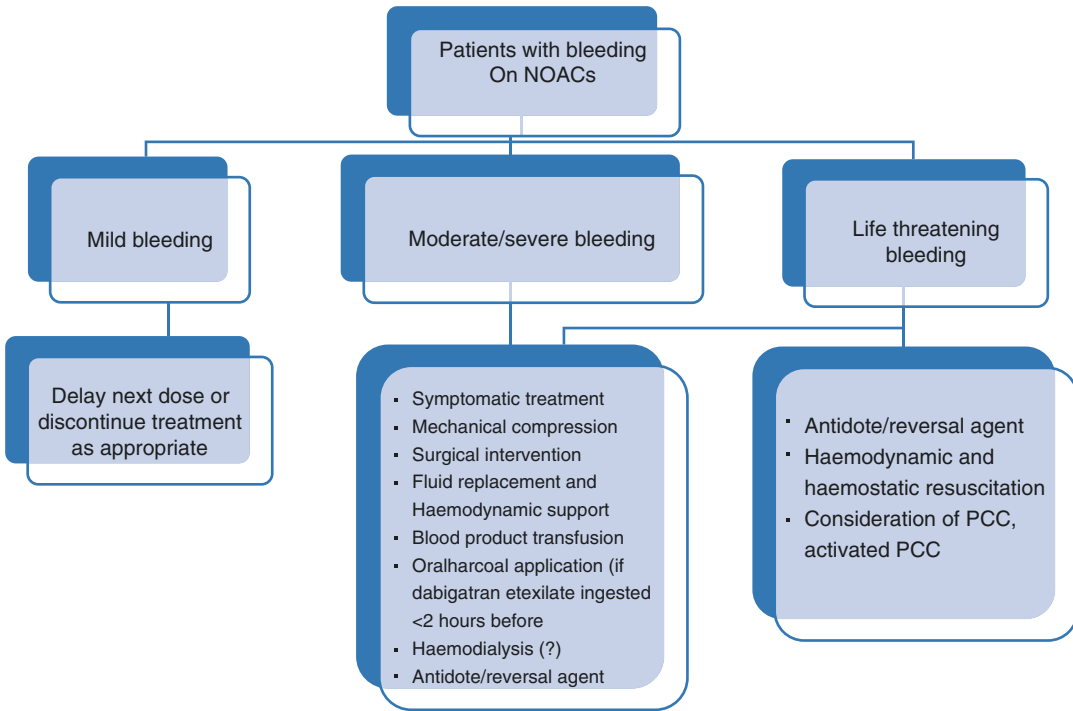 Patients with bleeding
On NOACs
Mild bleeding
Moderate/severe bleeding
Life threatening
bleeding
Delay next dose or
discontinue treatment
as appropriate
▪ Symptomatic treatment
▪ Mechanical compression
▪ Surgical intervention
▪ Fluid replacement and
Haemodynamic support
▪ Blood product transfusion
▪ Oralharcoal application (if
dabigatran etexilate ingested
<2 hours before
▪ Haemodialysis (?)
▪ Antidote/reversal agent
▪ Antidote/reversal agent
▪ Haemodynamic and
haemostatic resuscitation
▪ Consideration of PCC,
activated PCC